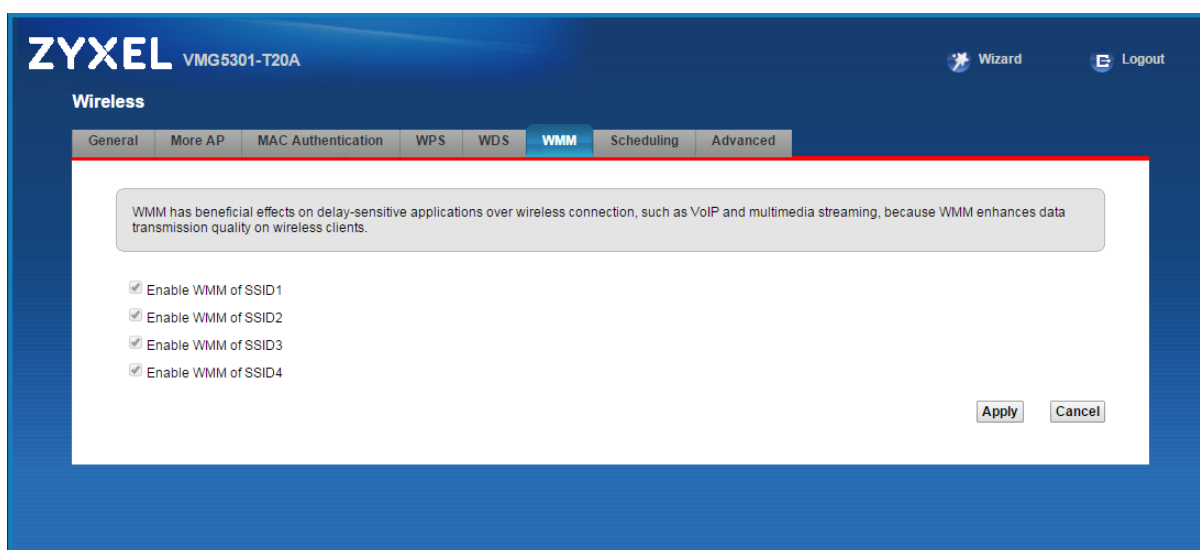 ZYXEL VMG5301-T20A
Wizard
Logout
Wireless
General More AP MAC Authentication WPS WDS WMM Scheduling Advanced
WMM has beneficial effects on delay-sensitive applications over wireless connection, such as VoIP and multimedia streaming, because WMM enhances data
transmission quality on wireless clients.
Enable WMM of SSID1
Enable WMM of SSID2
Enable WMM of SSID3
Enable WMM of SSID4
Apply Cancel